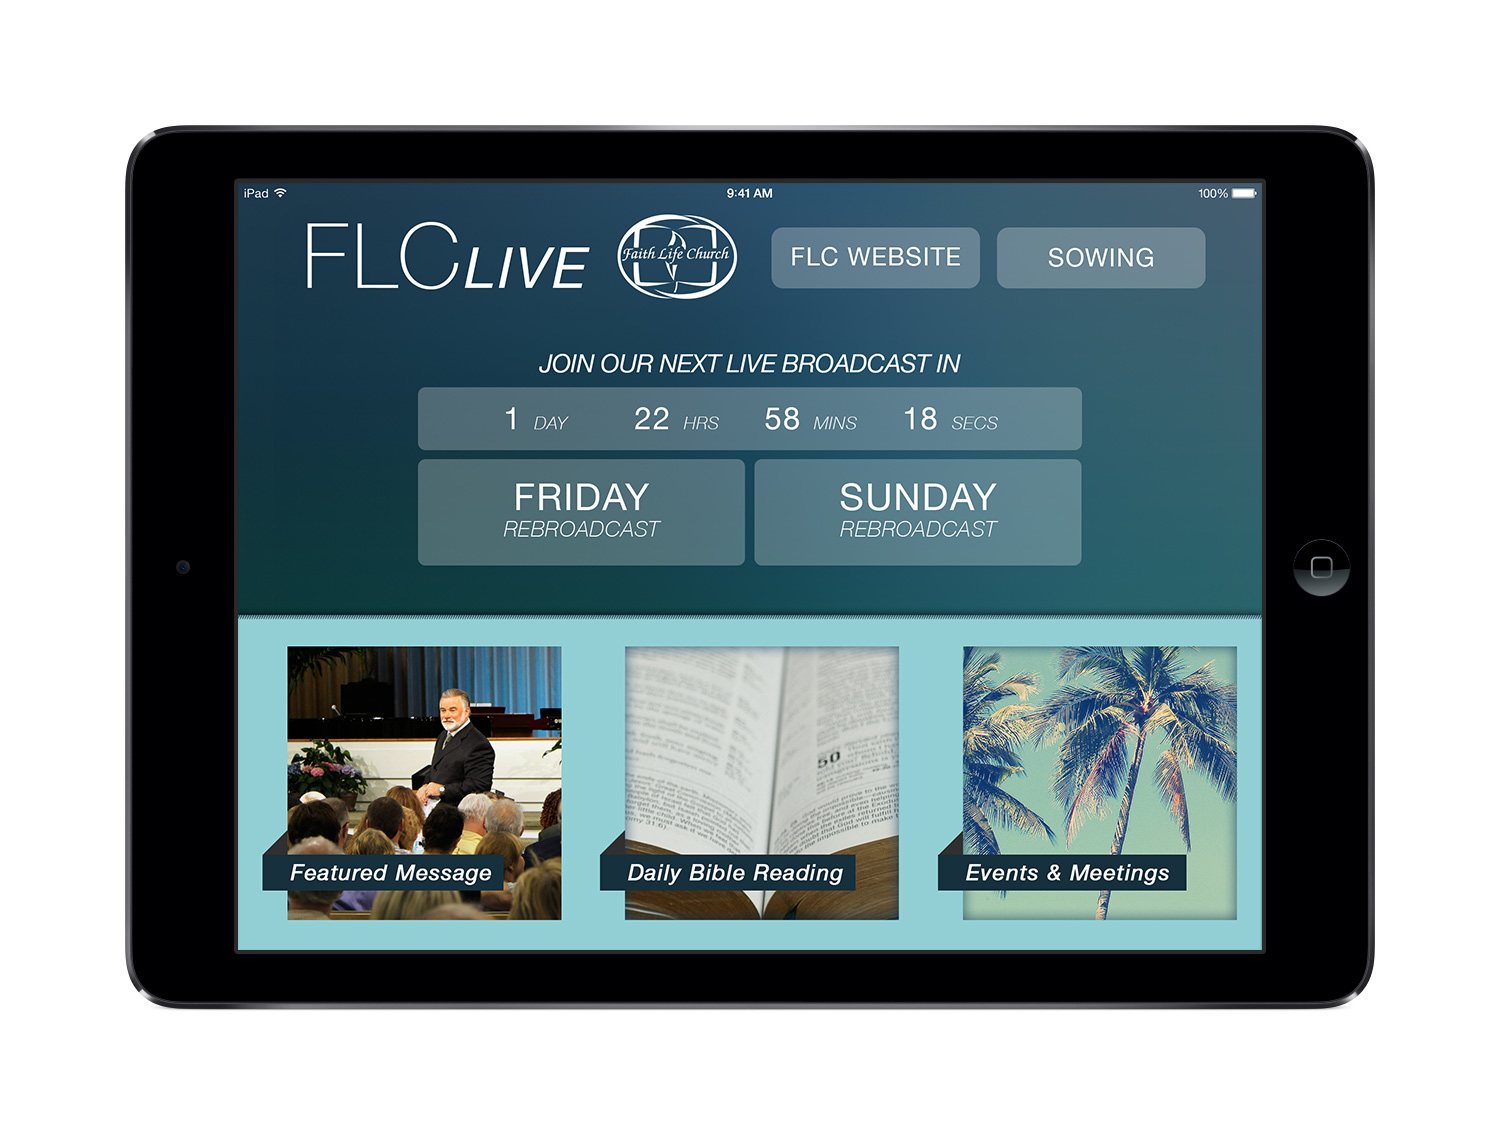 iPad 9:41 AM 100%
FLCLIVE
Faith Life Church
FLC WEBSITE
SOWING
JOIN OUR NEXT LIVE BROADCAST IN
1 DAY 22 HRS 58 MINS 18 SECS
FRIDAY
REBROADCAST
SUNDAY
REBROADCAST
50
Featured Message
Daily Bible Reading
Events & Meetings